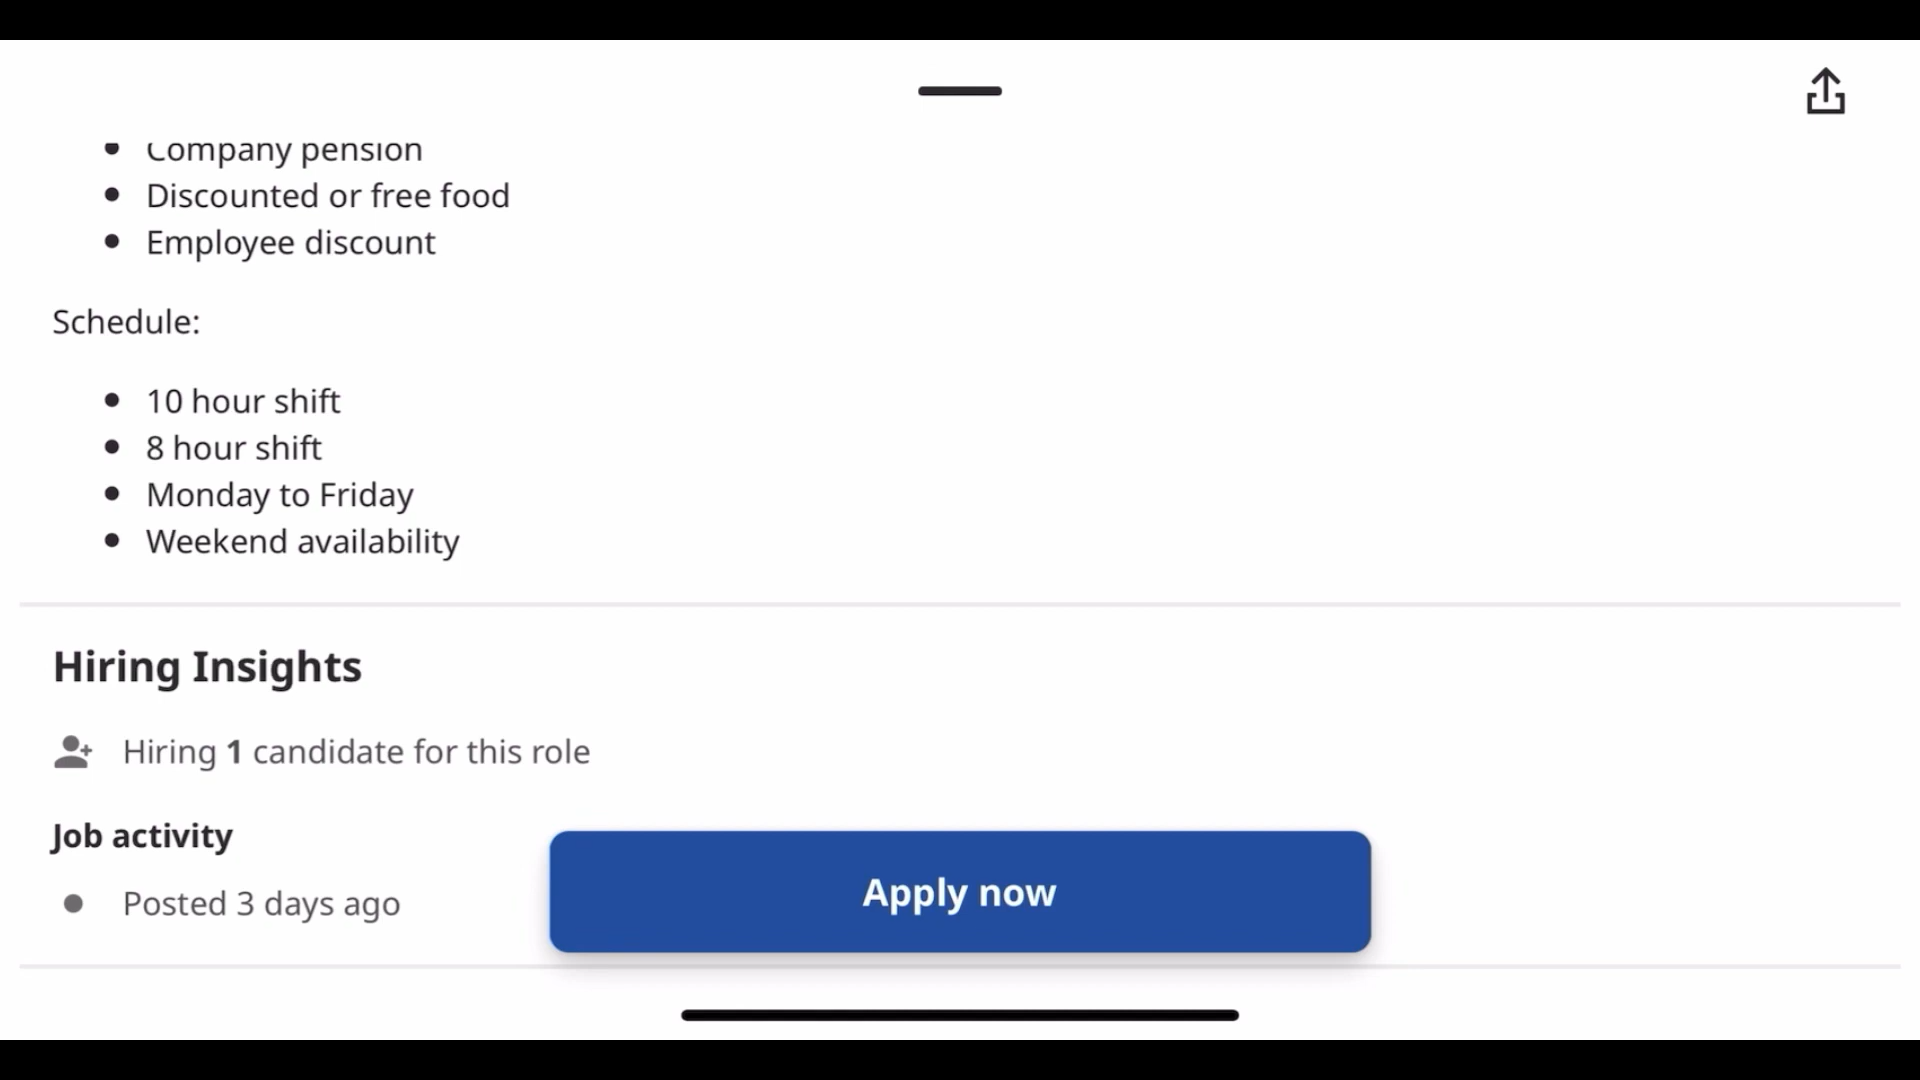 Company pension
Discounted or free food
Employee discount
Schedule:
10 hour shift
8 hour shift
Monday to Friday
Weekend availability
Hiring Insights
Hiring 1 candidate for this role
Job activity
Posted 3 days ago
Apply now